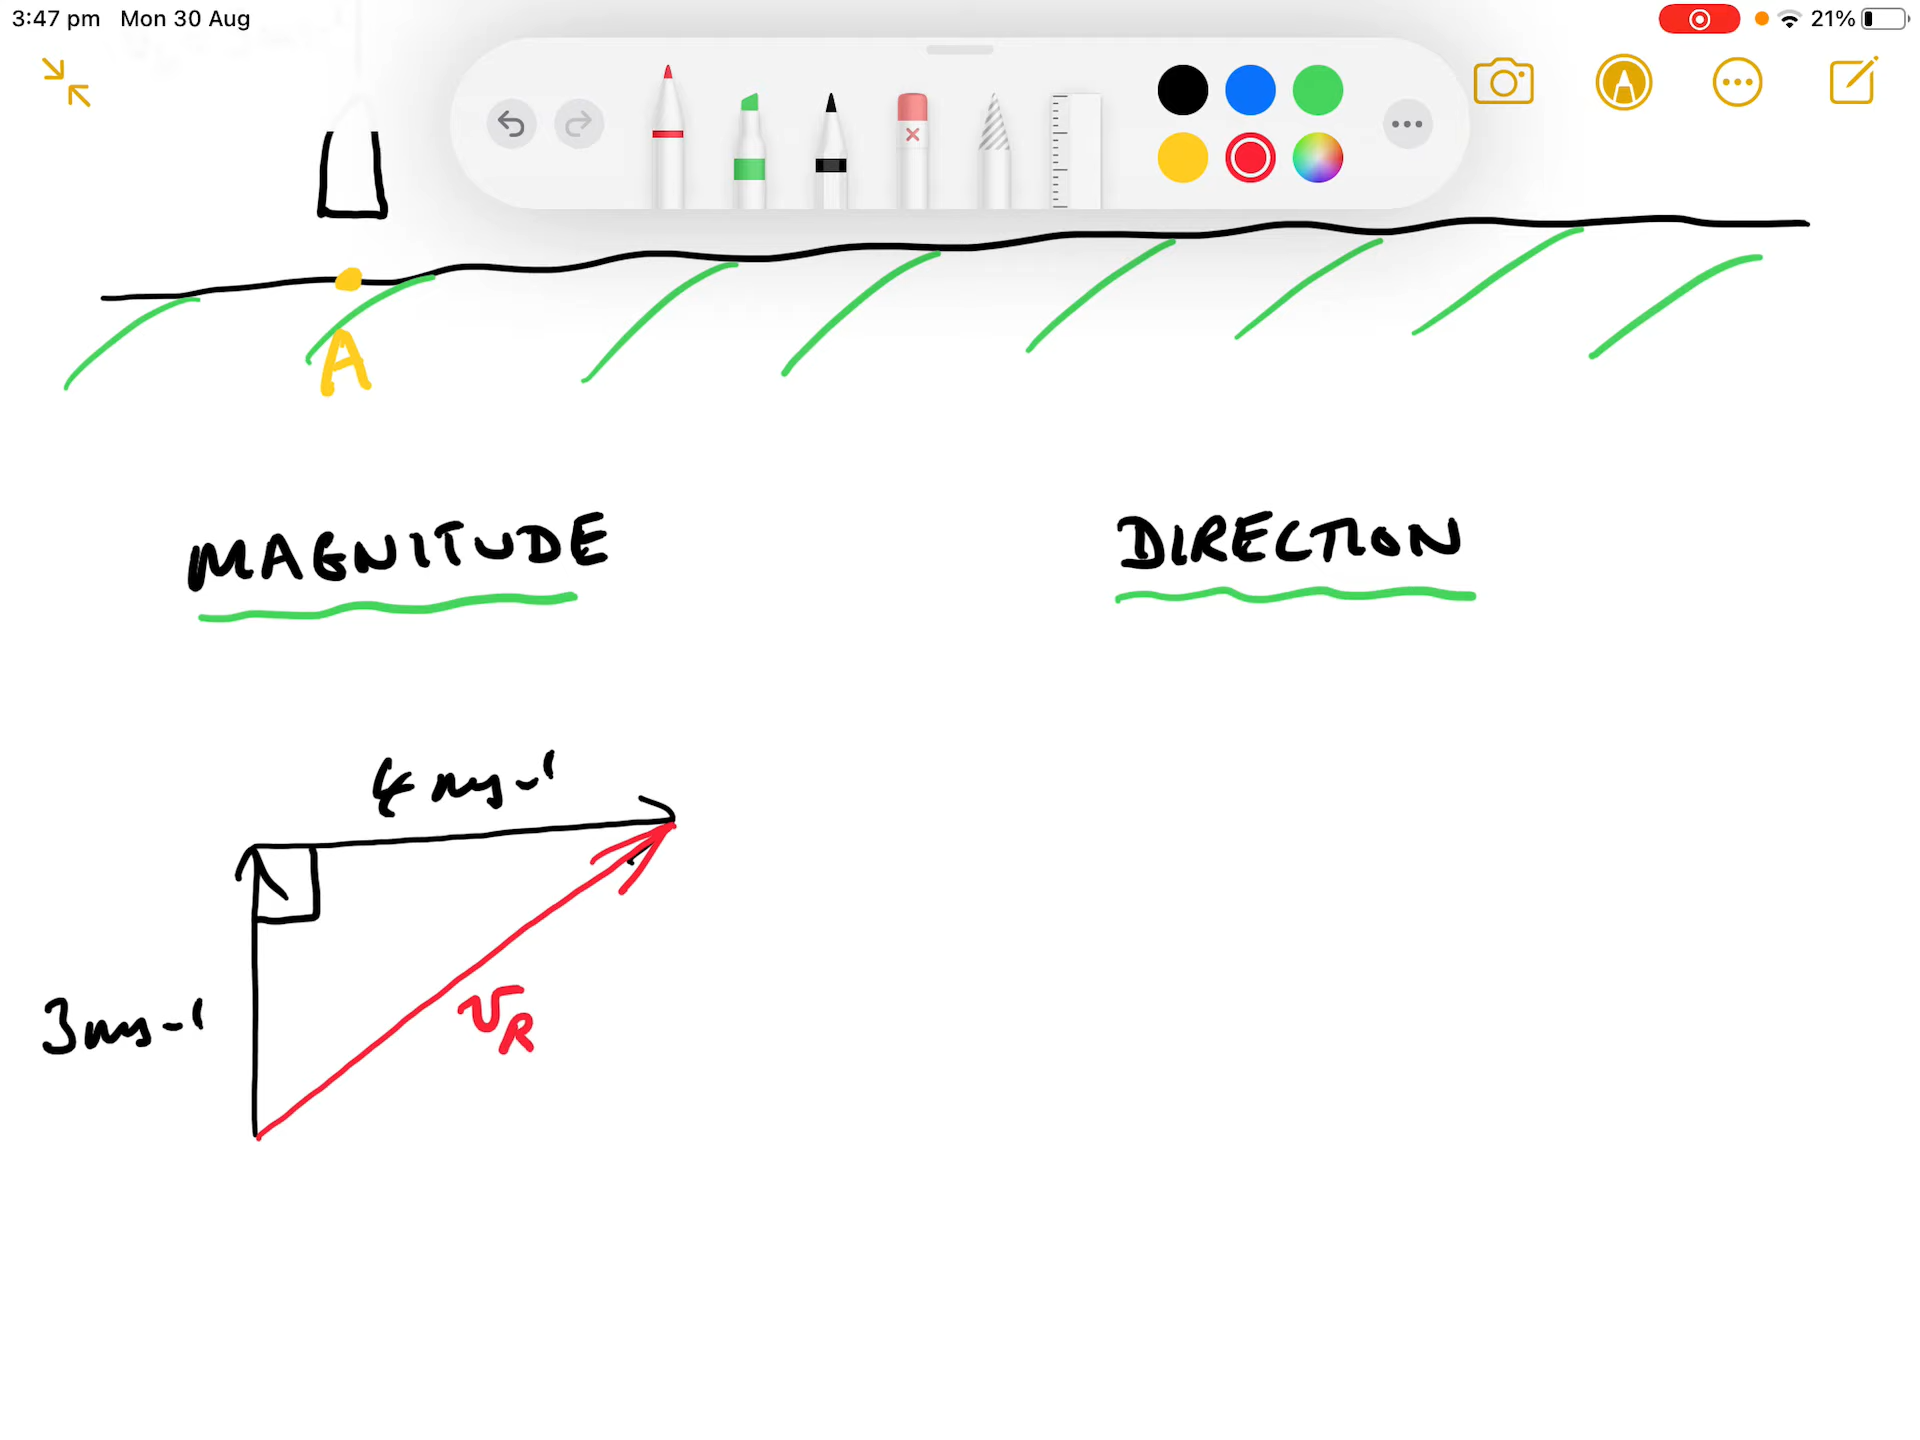 3:47 pm Mon 30 Aug
21%
A
MAGNITUDE
DIRECTION
4 ms-1
3ms-1
vR